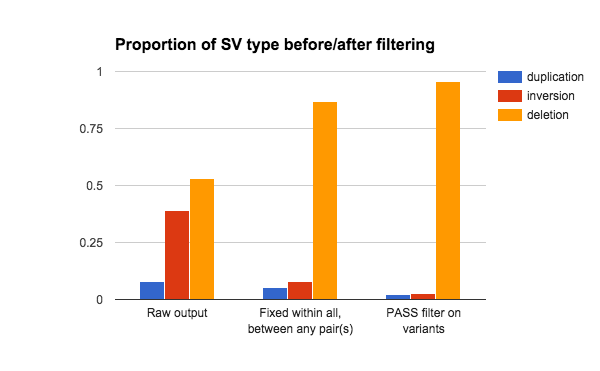 Proportion of SV type before/after filtering
1
0.75
0.5
0.25
0
duplication
inversion
deletion
Raw output
Fixed within all,
between any pair(s)
PASS filter on
variants